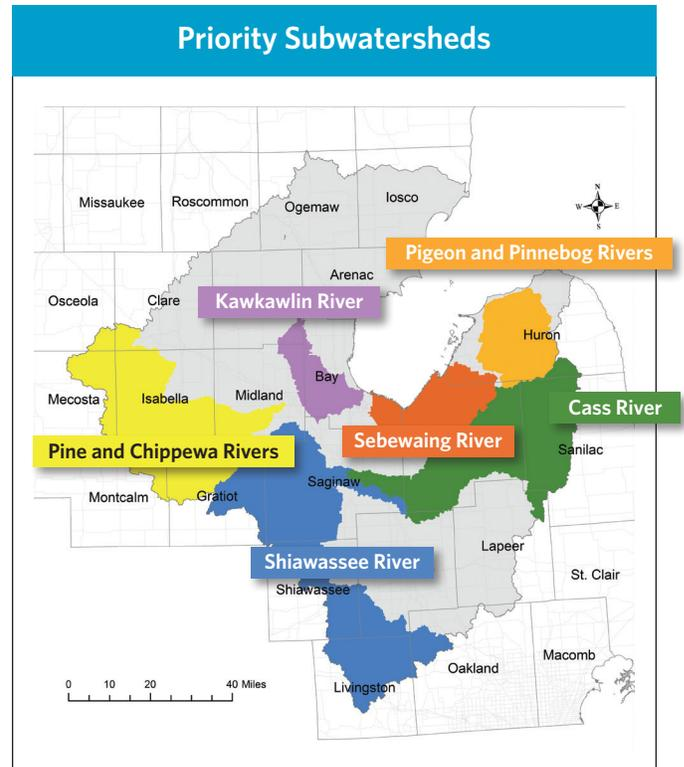 Priority Subwatersheds
N
W E
S
Missaukee
Roscommon
Ogemaw
Iosco
Pigeon and Pinnebog Rivers
Arenac
Osceola
Clare
Kawkawlin River
Huron
Bay
Mecosta
Isabella
Midland
Cass River
Sebewaing River
Pine and Chippewa Rivers
Sanilac
Saginaw
Montcalm
Gratiot
Lapeer
Shiawassee River
St. Clair
Shiawassee
Macomb
Oakland
Livingston
0 10 20 40 Miles